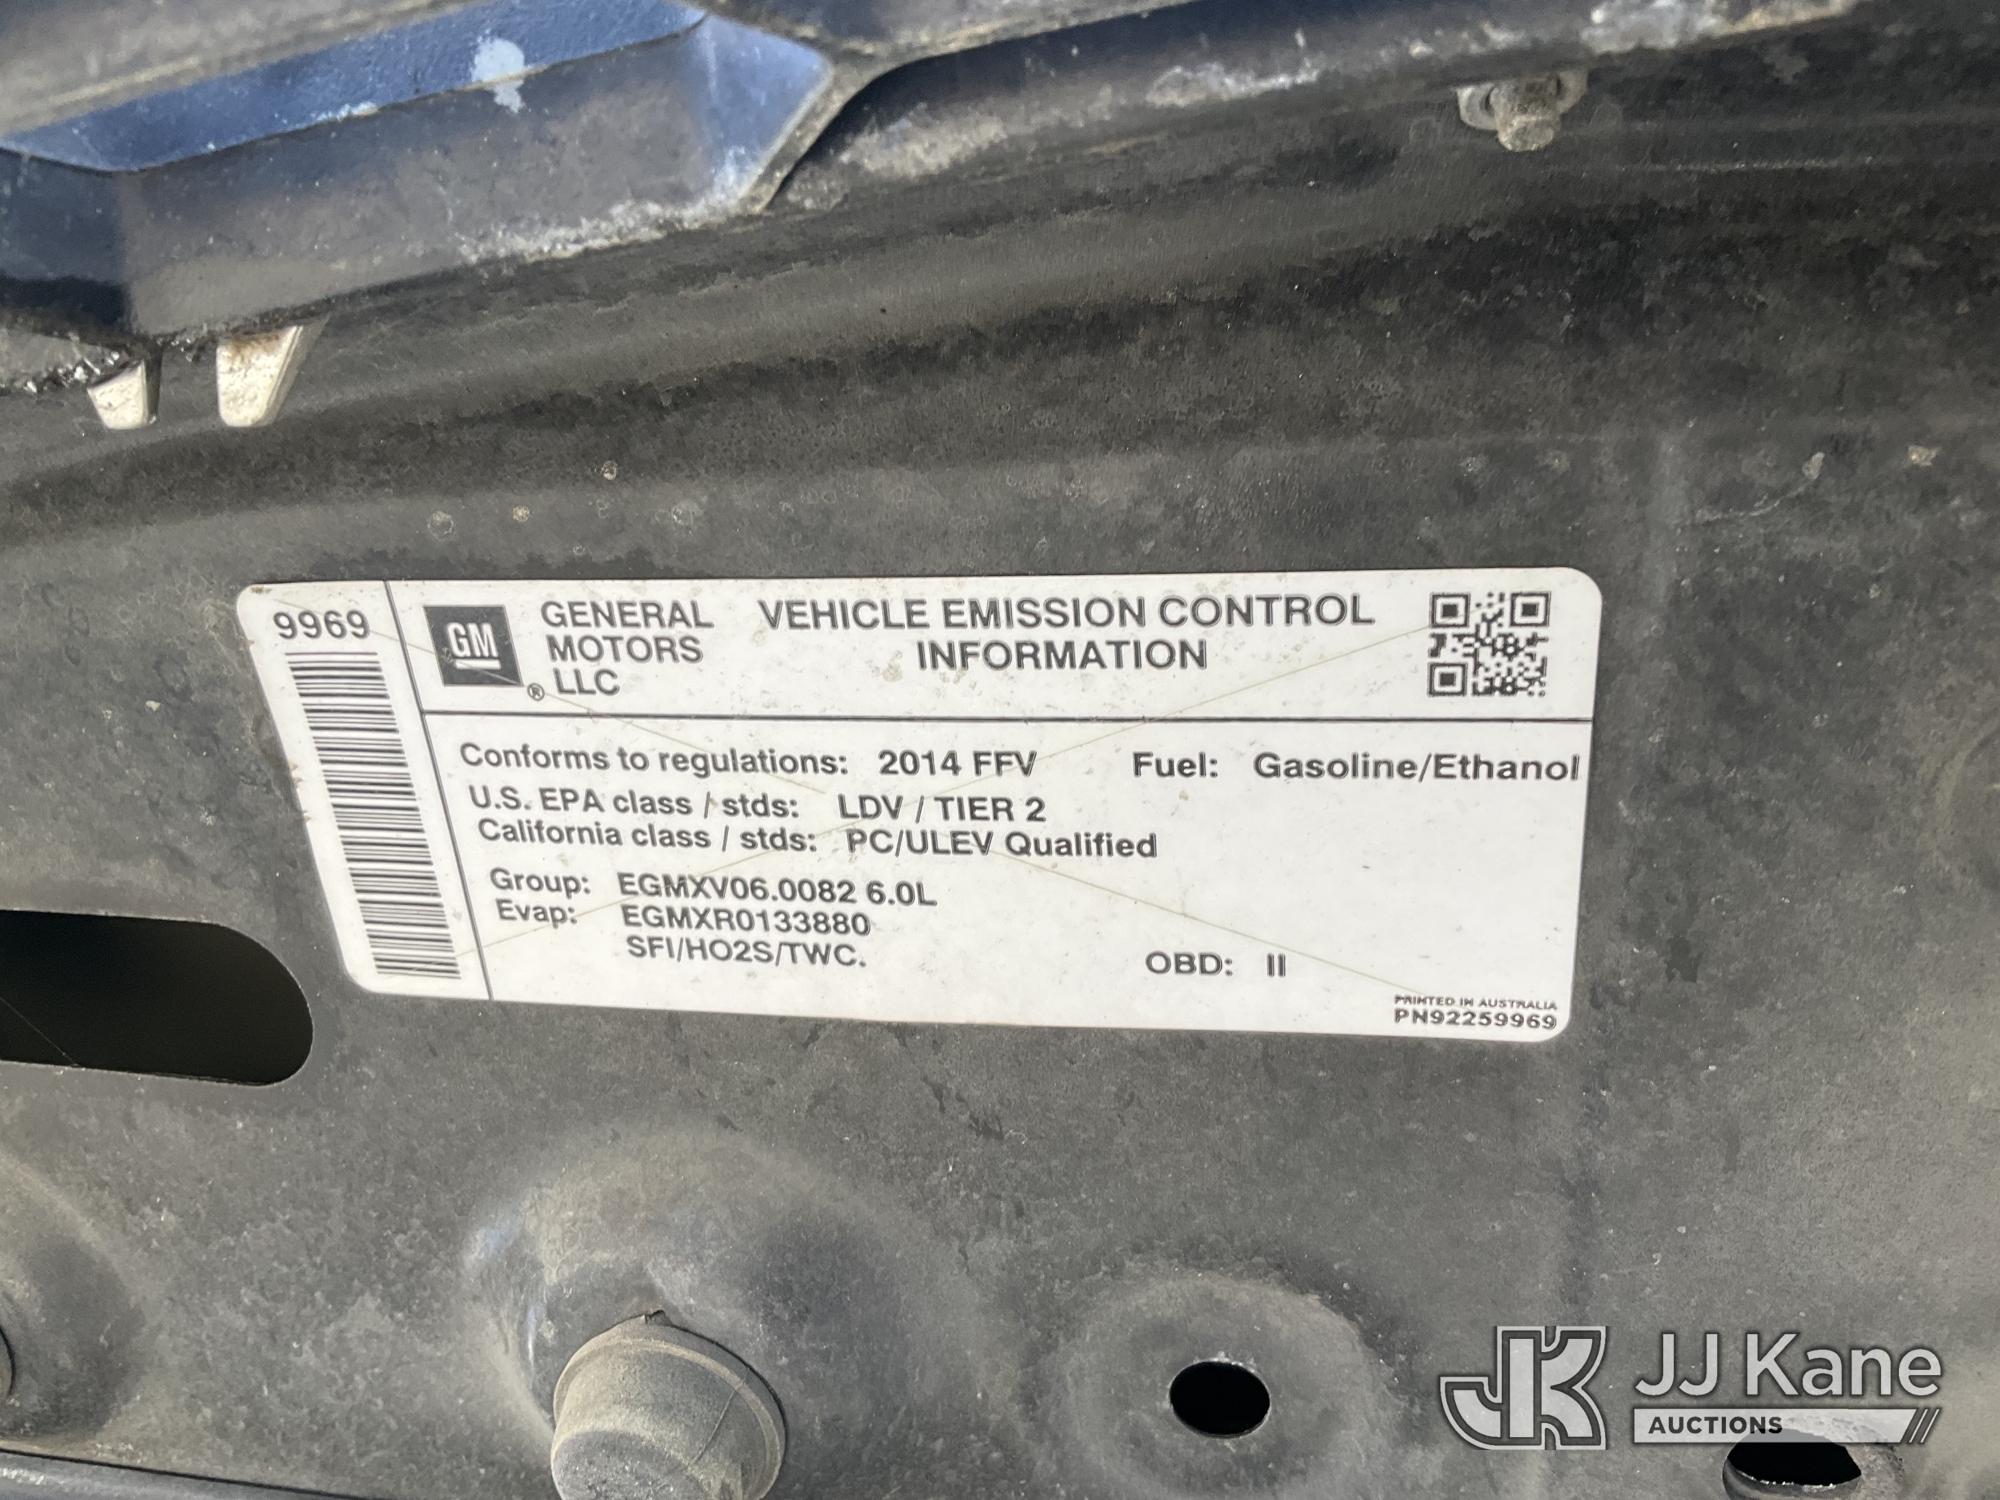 9969
GM
®
GENERAL
MOTORS
LLC
VEHICLE EMISSION CONTROL
INFORMATION
Conforms to regulations: 2014 FFV Fuel: Gasoline/Ethanol
U.S. EPA class / stds: LDV / TIER 2
California class / stds: PC/ULEV Qualified
Group: EGMXV06.0082 6.0L
Evap: EGMXR0133880
SFI/HO2S/TWC.
OBD: II
PRINTED IN AUSTRALIA
PN92259969
JK JJ Kane
AUCTIONS